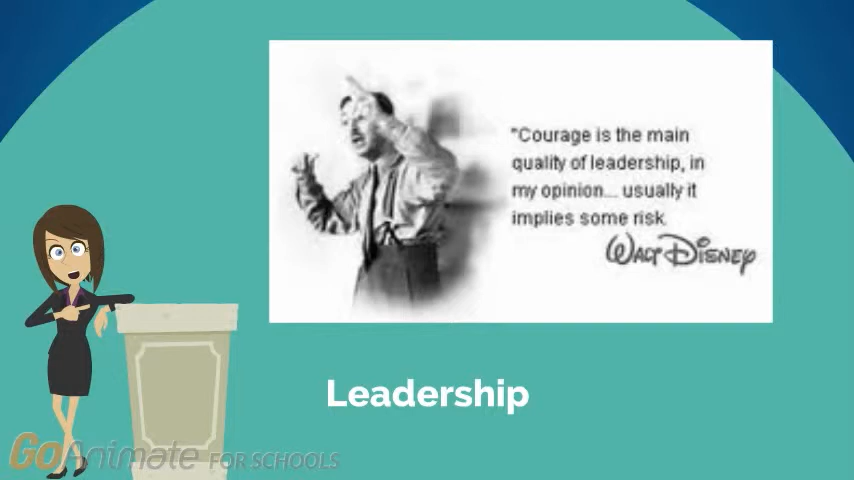 "Courage is the main
quality of leadership, in
my opinion... usually it
implies some risk
WALT DISNEY
Leadership
GoAnimate FOR SCHOOLS